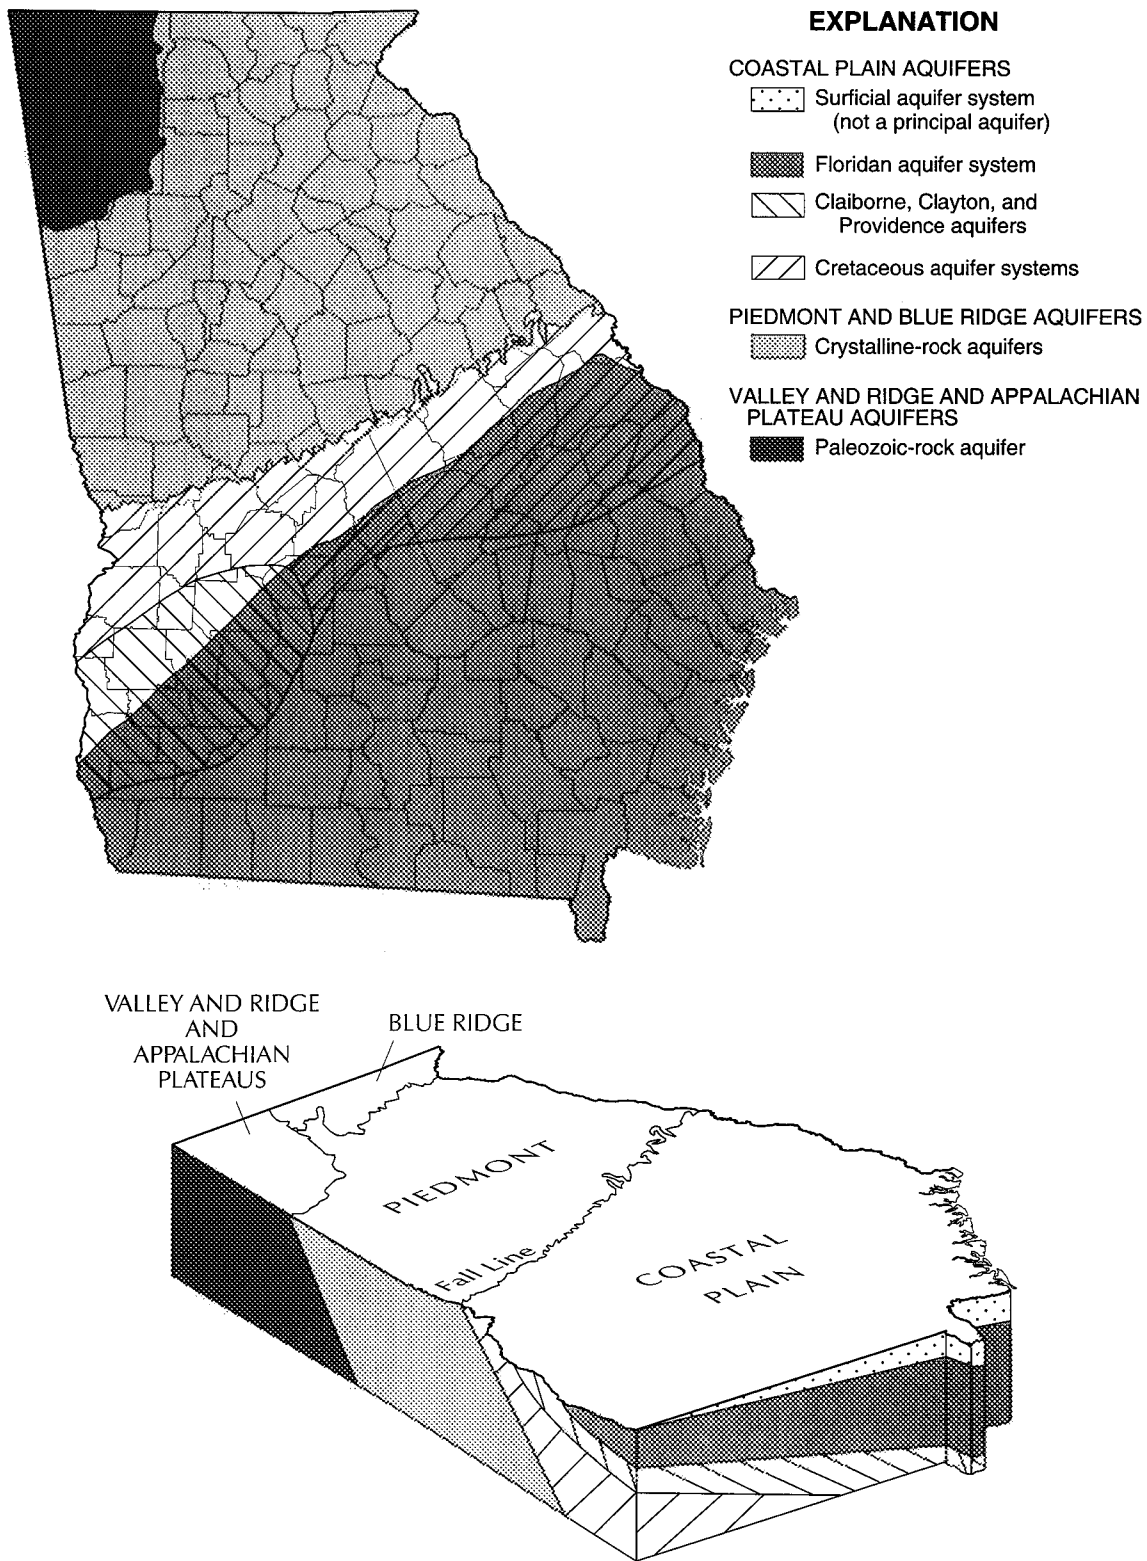 EXPLANATION
COASTAL PLAIN AQUIFERS
Surficial aquifer system
(not a principal aquifer)
Floridan aquifer system
Claiborne, Clayton, and
Providence aquifers
Cretaceous aquifer systems
PIEDMONT AND BLUE RIDGE AQUIFERS
Crystalline-rock aquifers
VALLEY AND RIDGE AND APPALACHIAN
PLATEAU AQUIFERS
Paleozoic-rock aquifer
VALLEY AND RIDGE
AND
APPALACHIAN
PLATEAUS
BLUE RIDGE
PIEDMONT
Fall Line
COASTAL
PLAIN